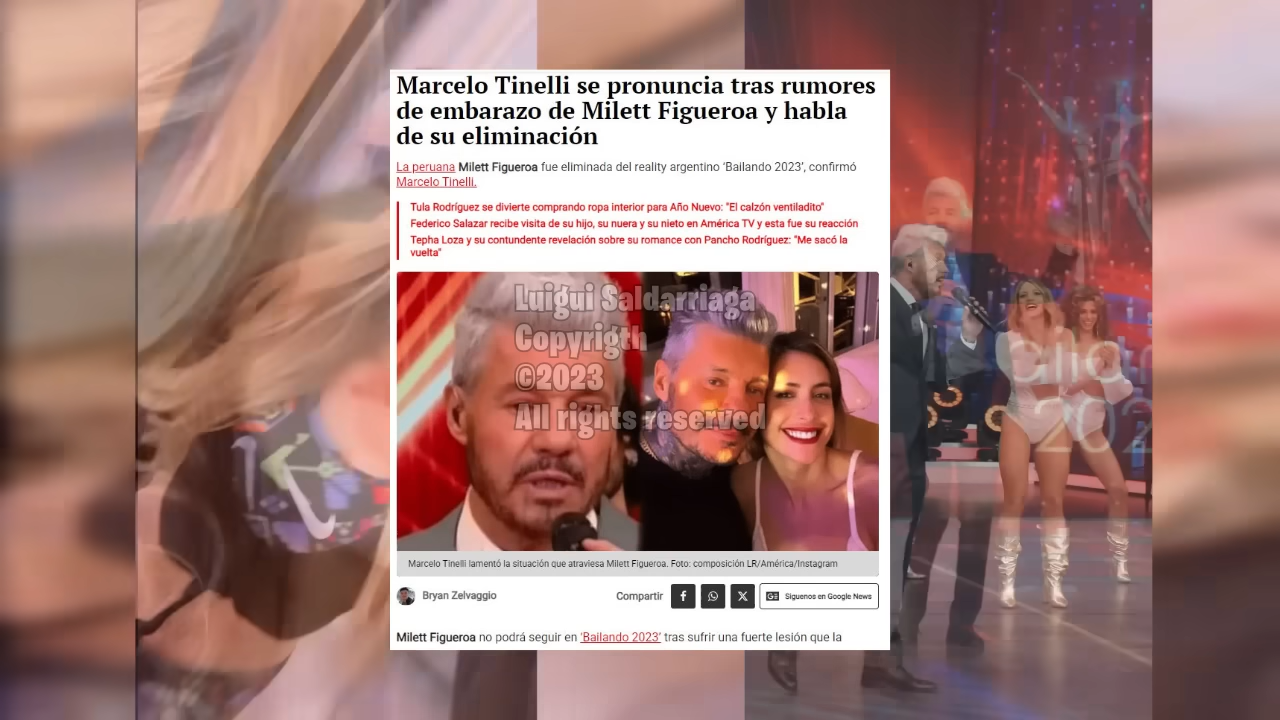 Marcelo Tinelli se pronuncia tras rumores
de embarazo de Milett Figueroa y habla
de su eliminación
La peruana Milett Figueroa fue eliminada del reality argentino 'Bailando 2023', confirmó
Marcelo Tinelli.
Tula Rodríguez se divierte comprando ropa interior para Año Nuevo: "El calzón ventiladito"
Federico Salazar recibe visita de su hijo, su nuera y su nieto en América TV y esta fue su reacción
Tepha Loza y su contundente revelación sobre su romance con Pancho Rodríguez: "Me sacó la
vuelta"
Luigui Saldarriaga
Copyrigth
©2023
All rights reserved
Marcelo Tinelli lamentó la situación que atraviesa Milett Figueroa. Foto: composición LR/América/Instagram
Bryan Zelvaggio
Compartir
Síguenos en Google News
Milett Figueroa no podrá seguir en 'Bailando 2023' tras sufrir una fuerte lesión que la